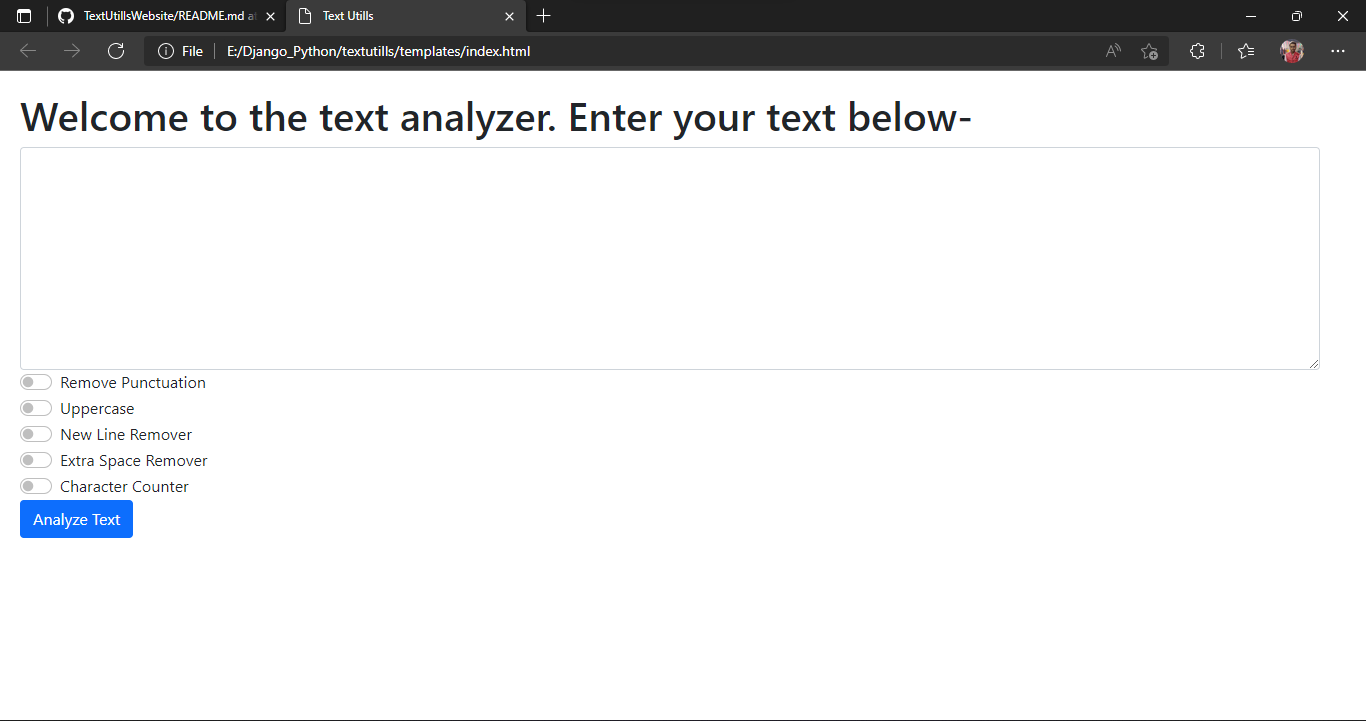 TextUtillsWebsite/README.md at
Text Utills
File
E:/Django_Python/textutills/templates/index.html
Welcome to the text analyzer. Enter your text below-
Remove Punctuation
Uppercase
New Line Remover
Extra Space Remover
Character Counter
Analyze Text